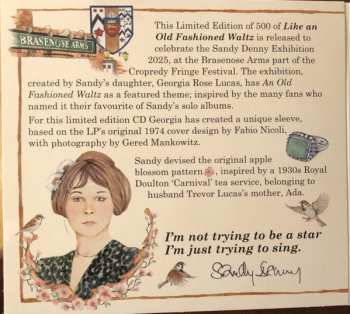 BRASENOSE ARMS
This Limited Edition of 500 of Like an
Old Fashioned Waltz is released to
celebrate the Sandy Denny Exhibition
2025, at the Brasenose Arms part of the
Cropredy Fringe Festival. The exhibition,
created by Sandy's daughter, Georgia Rose Lucas, has An Old
Fashioned Waltz as a featured theme; inspired by the many fans who
named it their favourite of Sandy's solo albums.
For this limited edition CD Georgia has created a unique sleeve,
based on the LP's original 1974 cover design by Fabio Nicoli,
with photography by Gered Mankowitz.
Sandy devised the original apple
blossom pattern , inspired by a 1930s Royal
Doulton 'Carnival' tea service, belonging to
husband Trevor Lucas's mother, Ada.
I'm not trying to be a star
I'm just trying to sing.
Sandy Denny